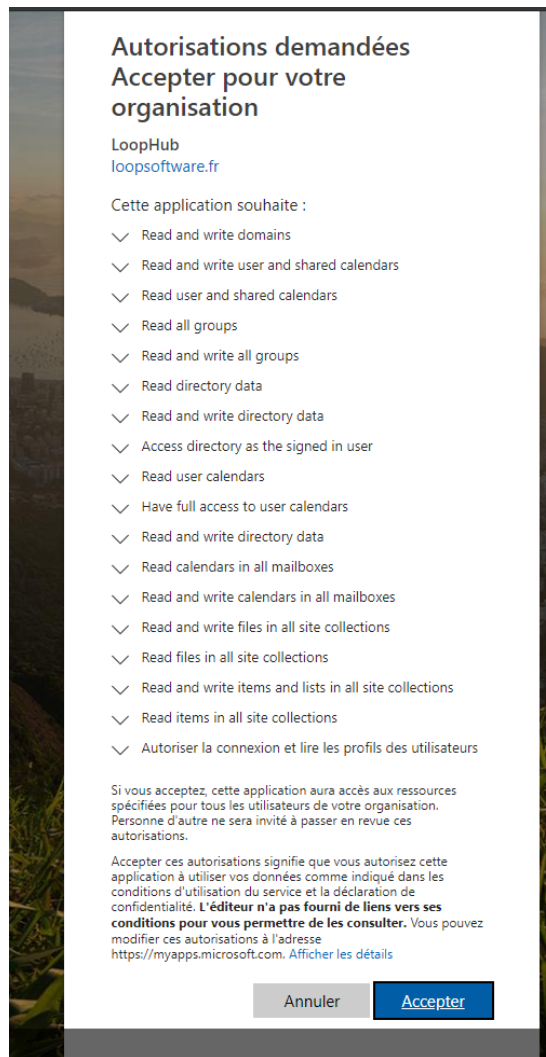 Autorisations demandées
Accepter pour votre
organisation
LoopHub
loopsoftware.fr
Cette application souhaite :
Read and write domains
Read and write user and shared calendars
Read user and shared calendars
Read all groups
Read and write all groups
Read directory data
Read and write directory data
Access directory as the signed in user
Read user calendars
Have full access to user calendars
Read and write directory data
Read calendars in all mailboxes
Read and write calendars in all mailboxes
Read and write files in all site collections
Read files in all site collections
Read and write items and lists in all site collections
Read items in all site collections
Autoriser la connexion et lire les profils des utilisateurs
Si vous acceptez, cette application aura accès aux ressources
spécifiées pour tous les utilisateurs de votre organisation.
Personne d'autre ne sera invité à passer en revue ces
autorisations.
Accepter ces autorisations signifie que vous autorisez cette
application à utiliser vos données comme indiqué dans les
conditions d'utilisation du service et la déclaration de
confidentialité. L'éditeur n'a pas fourni de liens vers ses
conditions pour vous permettre de les consulter. Vous pouvez
modifier ces autorisations à l'adresse
https://myapps.microsoft.com. Afficher les détails
Annuler Accepter